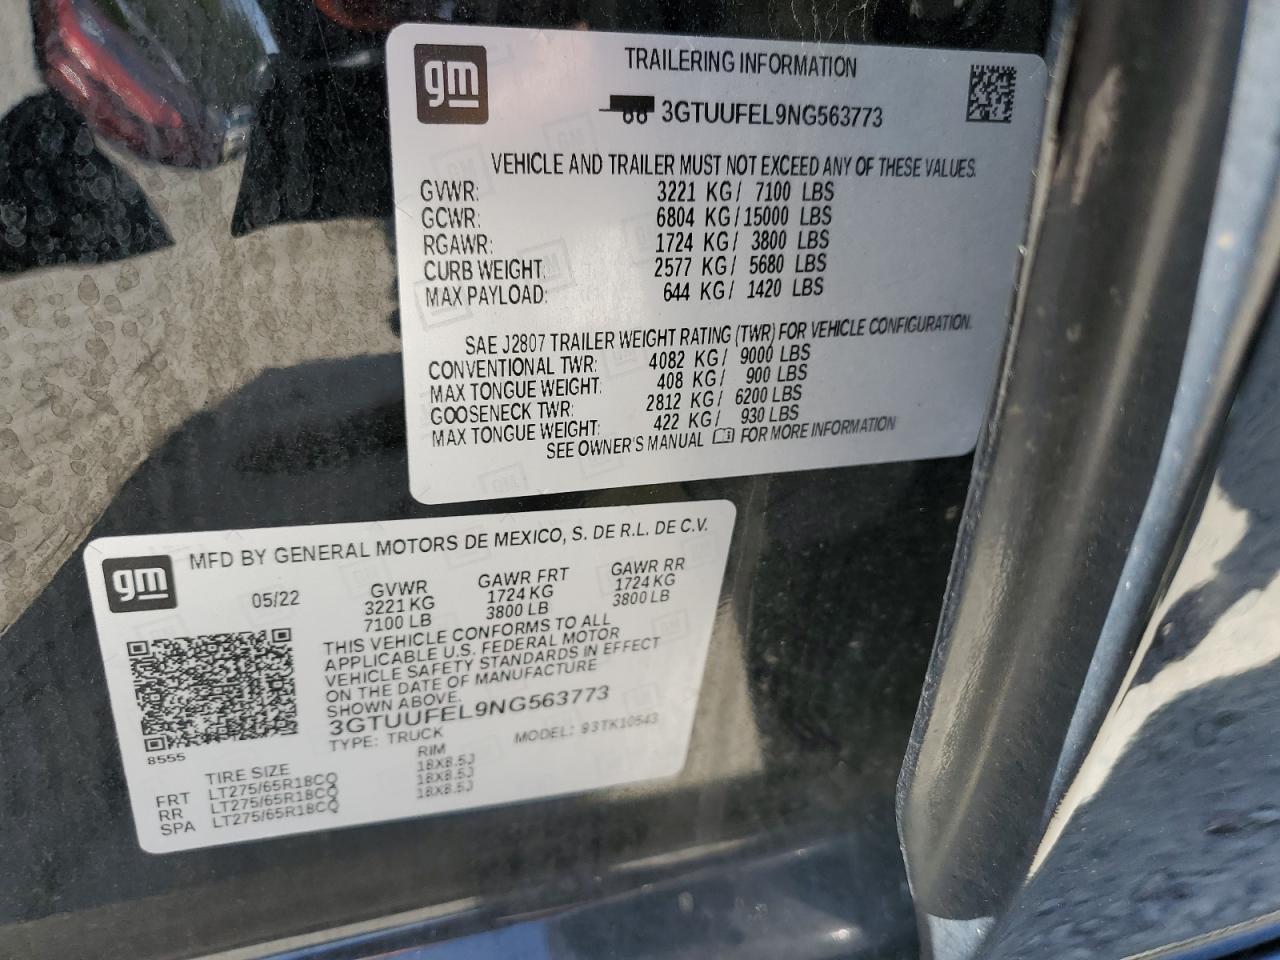 gm
TRAILERING INFORMATION
3GTUUFEL9NG563773
VEHICLE AND TRAILER MUST NOT EXCEED ANY OF THESE VALUES.
GVWR: 3221 KG/ 7100 LBS
GCWR: 6804 KG/15000 LBS
RGAWR: 1724 KG/ 3800 LBS
CURB WEIGHT: 2577 KG/ 5680 LBS
MAX PAYLOAD: 644 KG/ 1420 LBS
SAE J2807 TRAILER WEIGHT RATING (TWR) FOR VEHICLE CONFIGURATION.
CONVENTIONAL TWR: 4082 KG/ 9000 LBS
MAX TONGUE WEIGHT: 408 KG/ 900 LBS
GOOSENECK TWR: 2812 KG/ 6200 LBS
MAX TONGUE WEIGHT: 422 KG/ 930 LBS
SEE OWNER'S MANUAL FOR MORE INFORMATION
gm
MFD BY GENERAL MOTORS DE MEXICO, S. DE R.L. DE C.V.
05/22 GVWR GAWR FRT GAWR RR
3221 KG 1724 KG 1724 KG
7100 LB 3800 LB 3800 LB
THIS VEHICLE CONFORMS TO ALL
APPLICABLE U.S. FEDERAL MOTOR
VEHICLE SAFETY STANDARDS IN EFFECT
ON THE DATE OF MANUFACTURE
SHOWN ABOVE.
3GTUUFEL9NG563773
TYPE: TRUCK MODEL: 93TK10543
8555
TIRE SIZE RIM
FRT LT275/65R18CQ 18X8.5J
RR LT275/65R18CQ 18X8.5J
SPA LT275/65R18CQ 18X8.5J